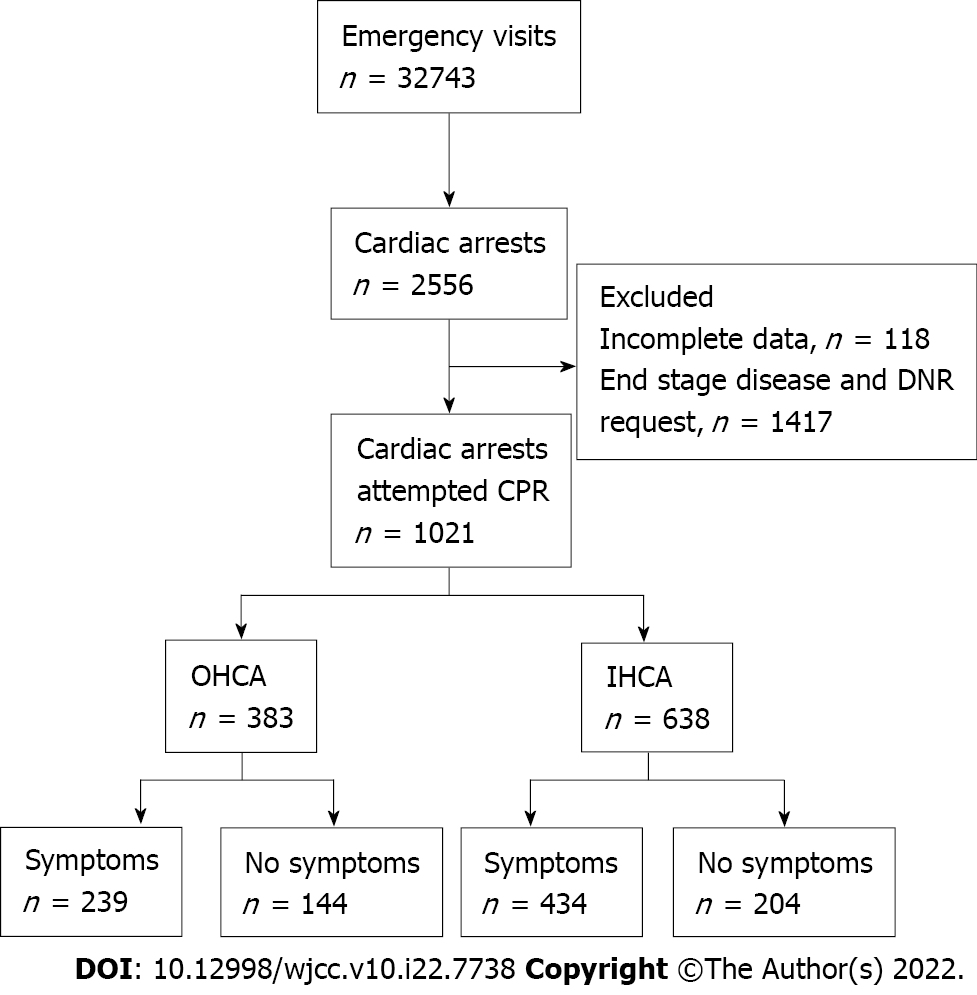 Emergency visits
n = 32743
Cardiac arrests
n = 2556
Excluded
Incomplete data, n = 118
End stage disease and DNR
request, n = 1417
Cardiac arrests
attempted CPR
n = 1021
OHCA
n = 383
IHCA
n = 638
Symptoms
n = 239
No symptoms
n = 144
Symptoms
n = 434
No symptoms
n = 204
DOI: 10.12998/wjcc.v10.i22.7738 Copyright ©The Author(s) 2022.